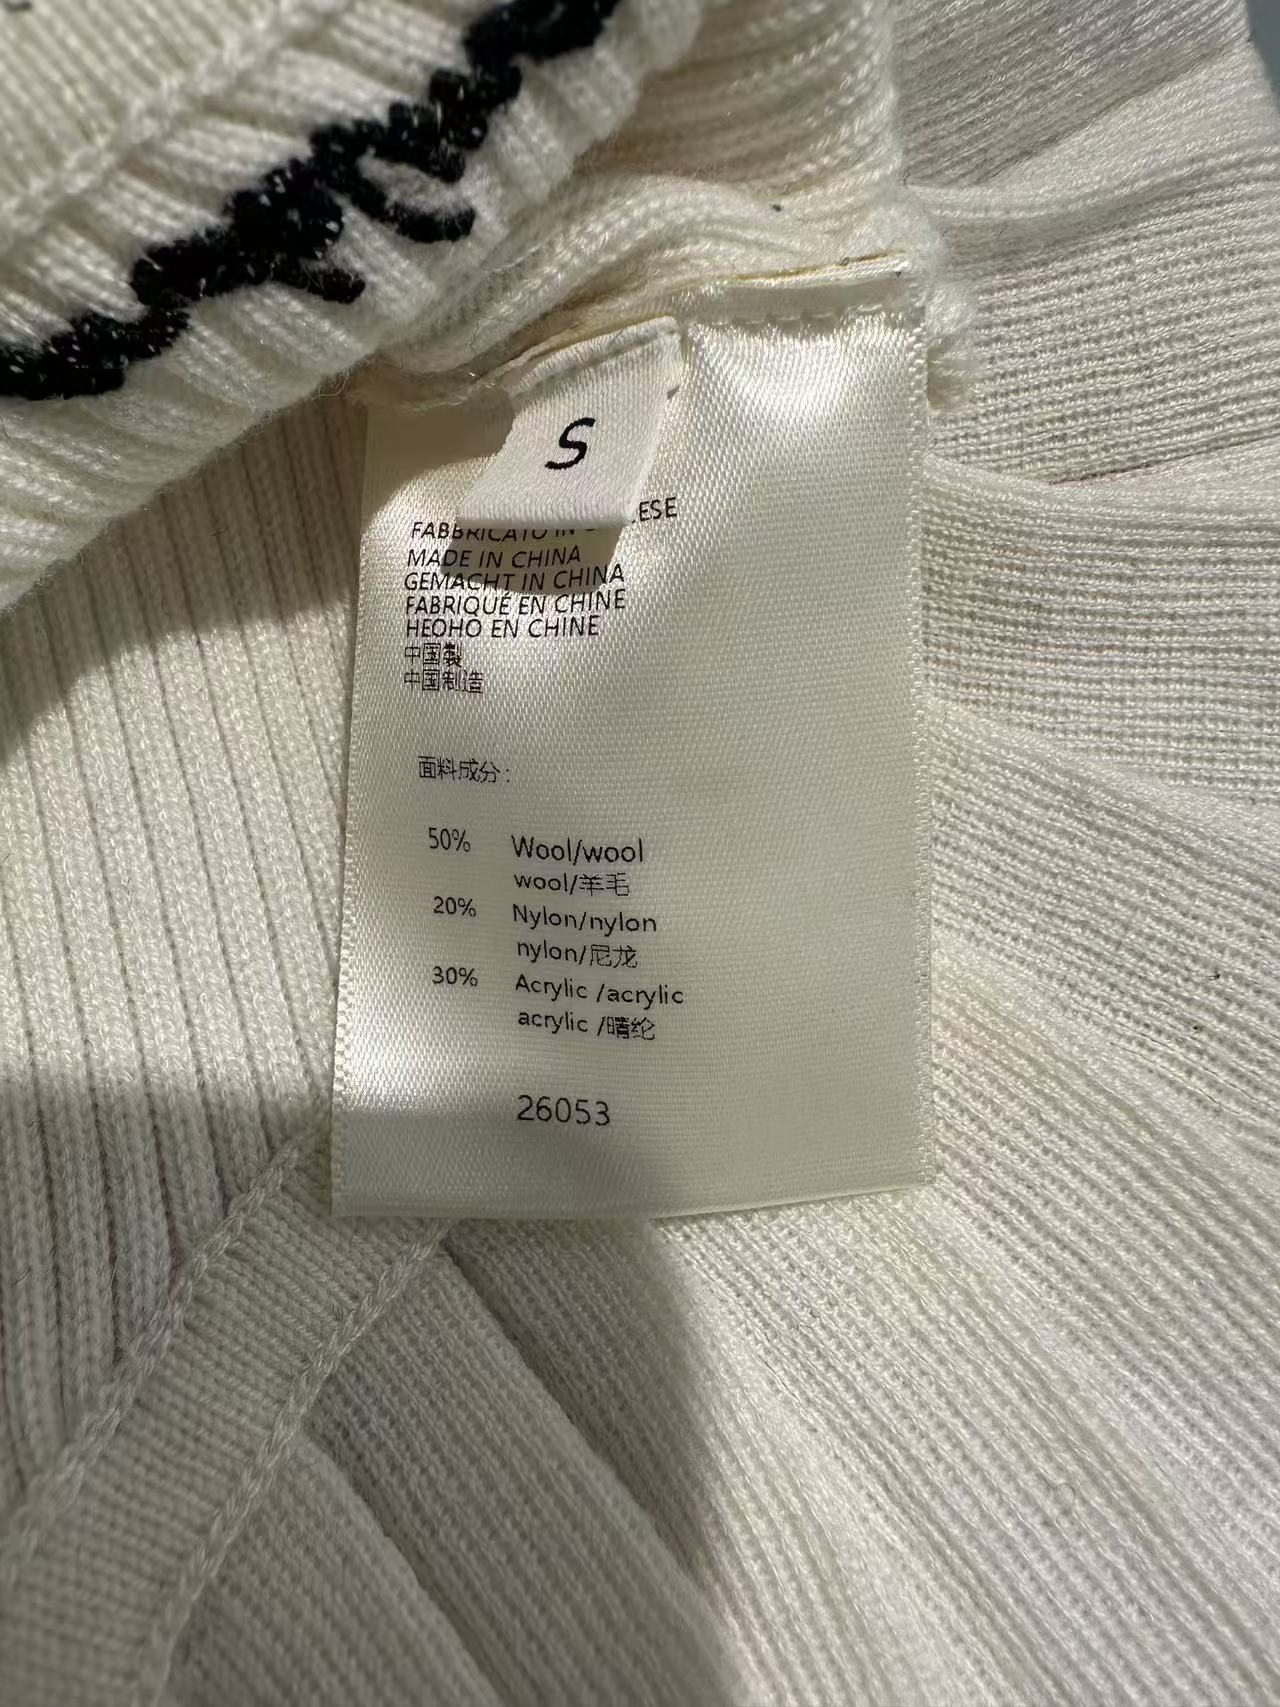 S
FABBRICATO IN
MADE IN CHINA
GEMACHT IN CHINA
FABRIQUÉ EN CHINE
HEOHO EN CHINE
中国製
中国制造
面料成分：
50% Wool/wool
wool/羊毛
20% Nylon/nylon
nylon/尼龙
30% Acrylic /acrylic
acrylic /晴纶
26053